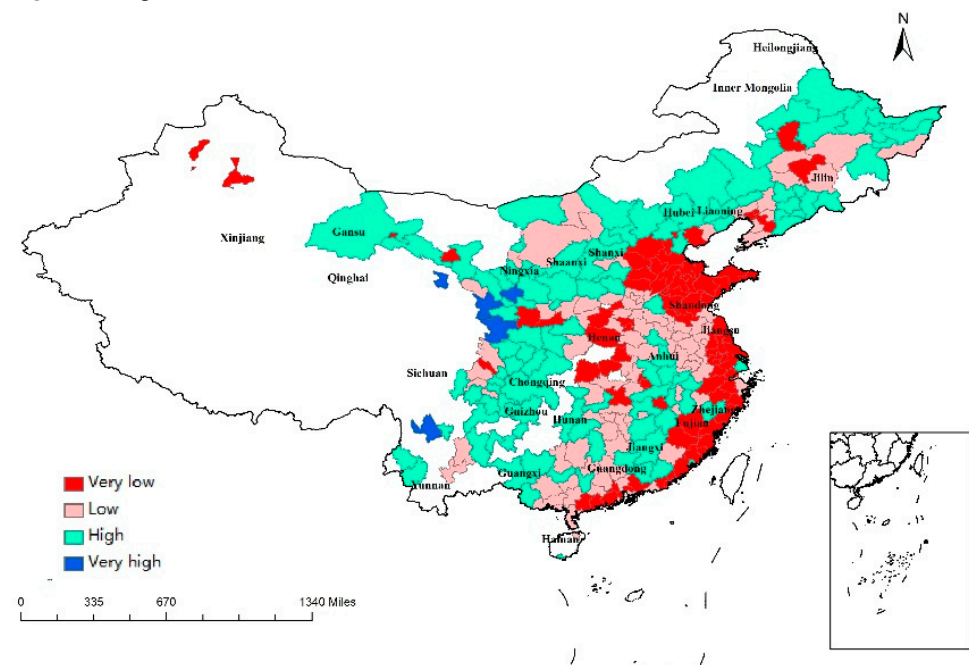 N
Heilongjiang
Inner Mongolia
Jilin
Hubei
Liaoning
Gansu
Xinjiang
Shanxi
Shaanxi
Ningxia
Qinghai
Shandong
Jiangsu
Henan
Anhui
Sichuan
Chongqing
Guizhou
Zhejiang
Hunan
Fujian
Jiangxi
Guangxi
Guangdong
Yunnan
Hainan
Very low
Low
High
Very high
0 335 670 1340 Miles